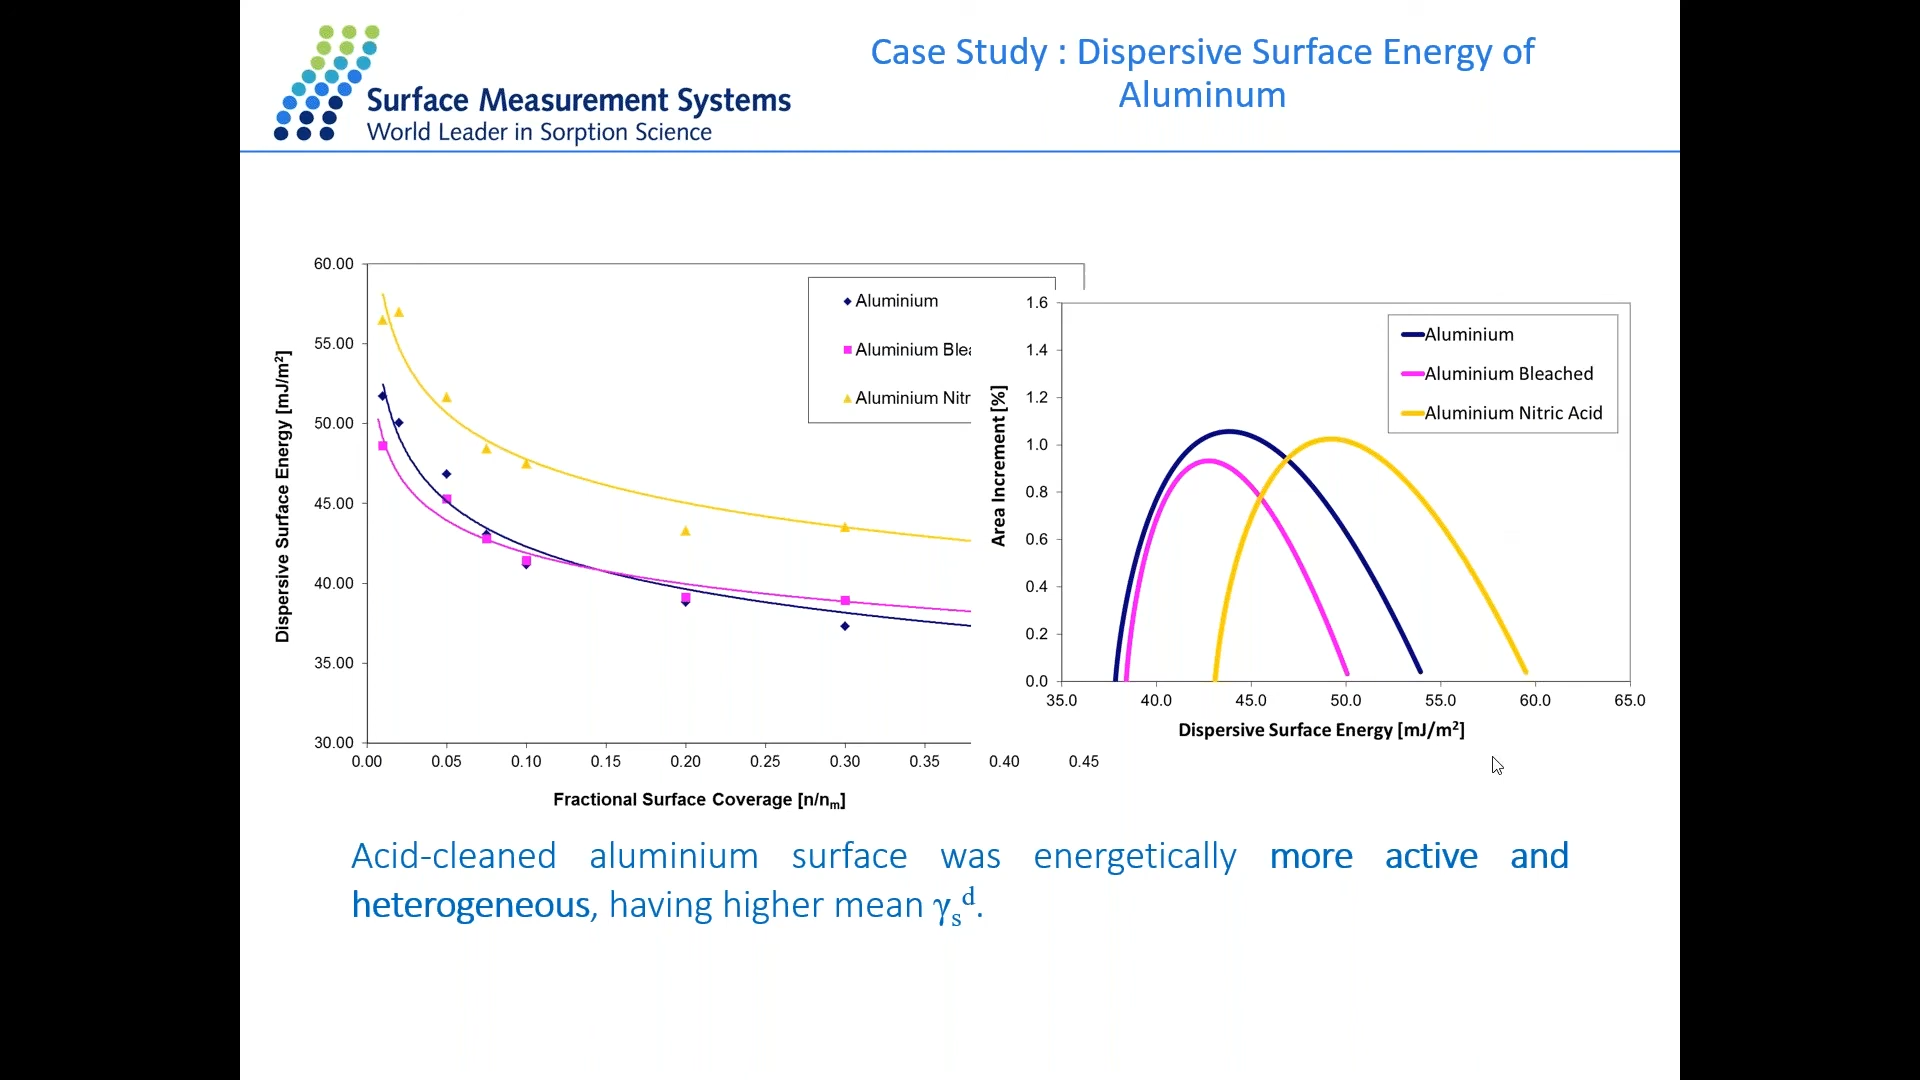 Surface Measurement Systems
World Leader in Sorption Science
Case Study : Dispersive Surface Energy of
Aluminum
60.00
55.00
50.00
45.00
40.00
35.00
30.00
Dispersive Surface Energy [mJ/m²]
0.00 0.05 0.10 0.15 0.20 0.25 0.30 0.35 0.40 0.45
Fractional Surface Coverage [n/nₘ]
Aluminium
Aluminium Blea
Aluminium Nitr
1.6
1.4
1.2
1.0
0.8
0.6
0.4
0.2
0.0
Area Increment [%]
35.0 40.0 45.0 50.0 55.0 60.0 65.0
Dispersive Surface Energy [mJ/m²]
Aluminium
Aluminium Bleached
Aluminium Nitric Acid
Acid-cleaned aluminium surface was energetically more active and
heterogeneous, having higher mean γₛᵈ.